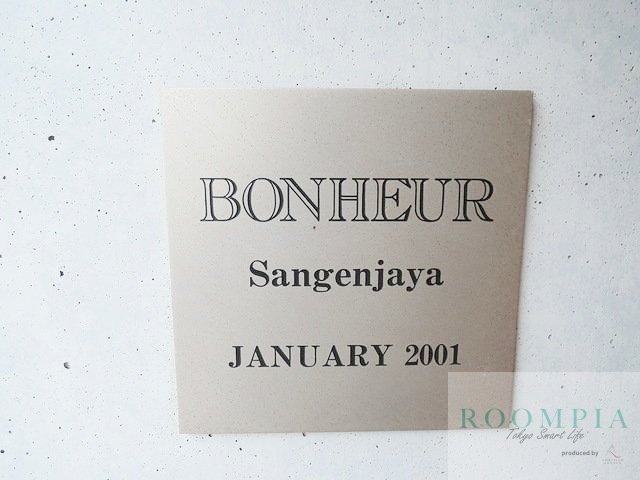 BONHEUR
Sangenjaya
JANUARY 2001
ROOMPIA
Tokyo Smart Life
produced by